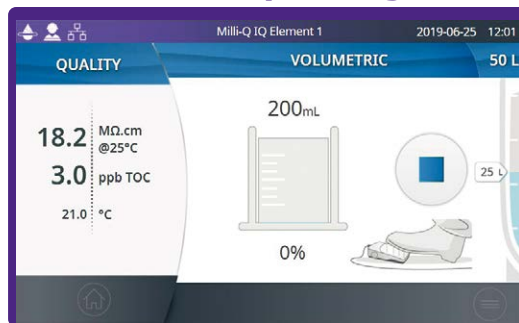 Milli-Q IQ Element 1
2019-06-25 12:01
QUALITY
VOLUMETRIC
50 L
18.2 MΩ.cm
@25°C
3.0 ppb TOC
21.0 °C
200mL
0%
25 L